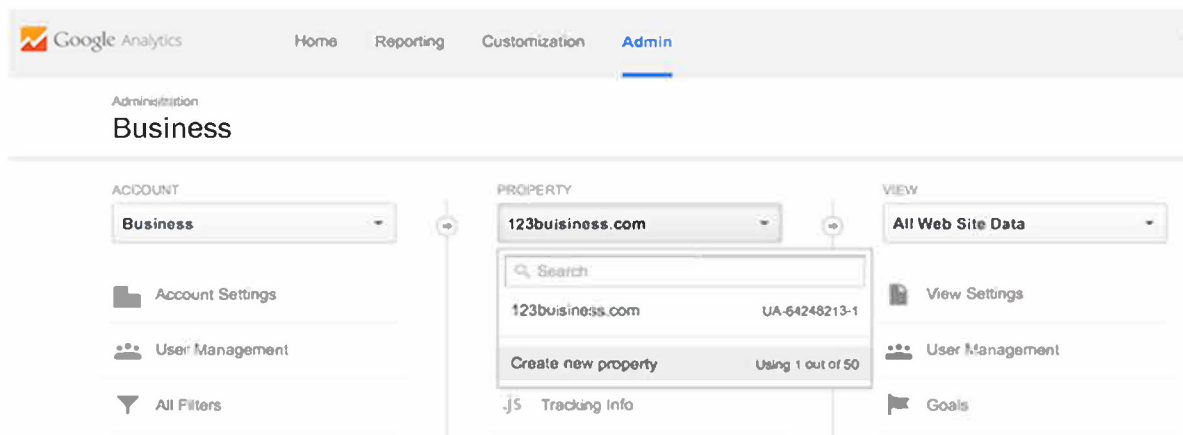 Google Analytics Home Reporting Customization Admin
Administration
Business
ACCOUNT PROPERTY VIEW
Business 123buisiness.com All Web Site Data
Search
Account Settings View Settings
123buisiness.com UA-64248213-1
User Management User Management
Create new property Using 1 out of 50
All Filters .js Tracking Info Goals